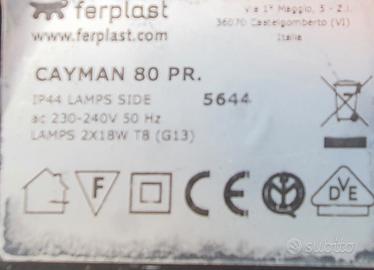 ferplast
www.ferplast.com
Via 1° Maggio, 5 - Z.I.
36070 Castelgomberto (VI)
Italia
CAYMAN 80 PR.
IP44 LAMPS SIDE 5644
ac 230-240V 50 Hz
LAMPS 2X18W T8 (G13)
F
CE
DVE
subito